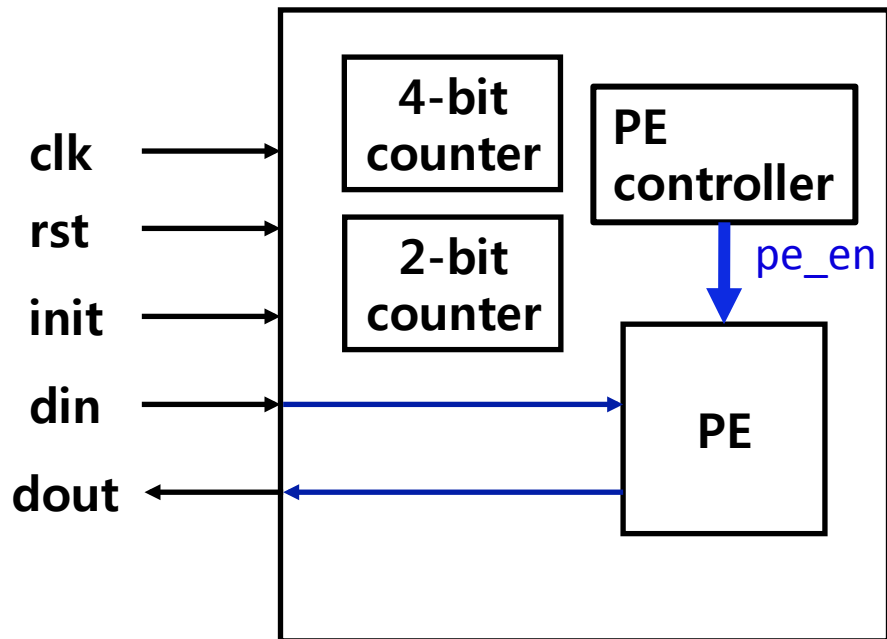 clk
rst
init
din
dout
4-bit
counter
2-bit
counter
PE
controller
pe_en
PE